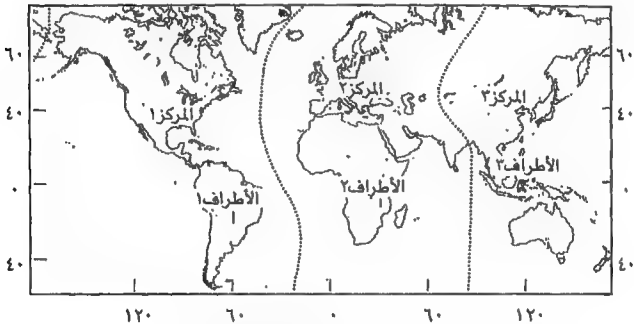 ٦٠
٤٠
٠
٤٠
المركز١
المركز٢
المركز٣
الأطراف١
الأطراف٢
الأطراف٣
٦٠
٤٠
٠
٤٠
١٢٠ ٦٠ ٠ ٦٠ ١٢٠